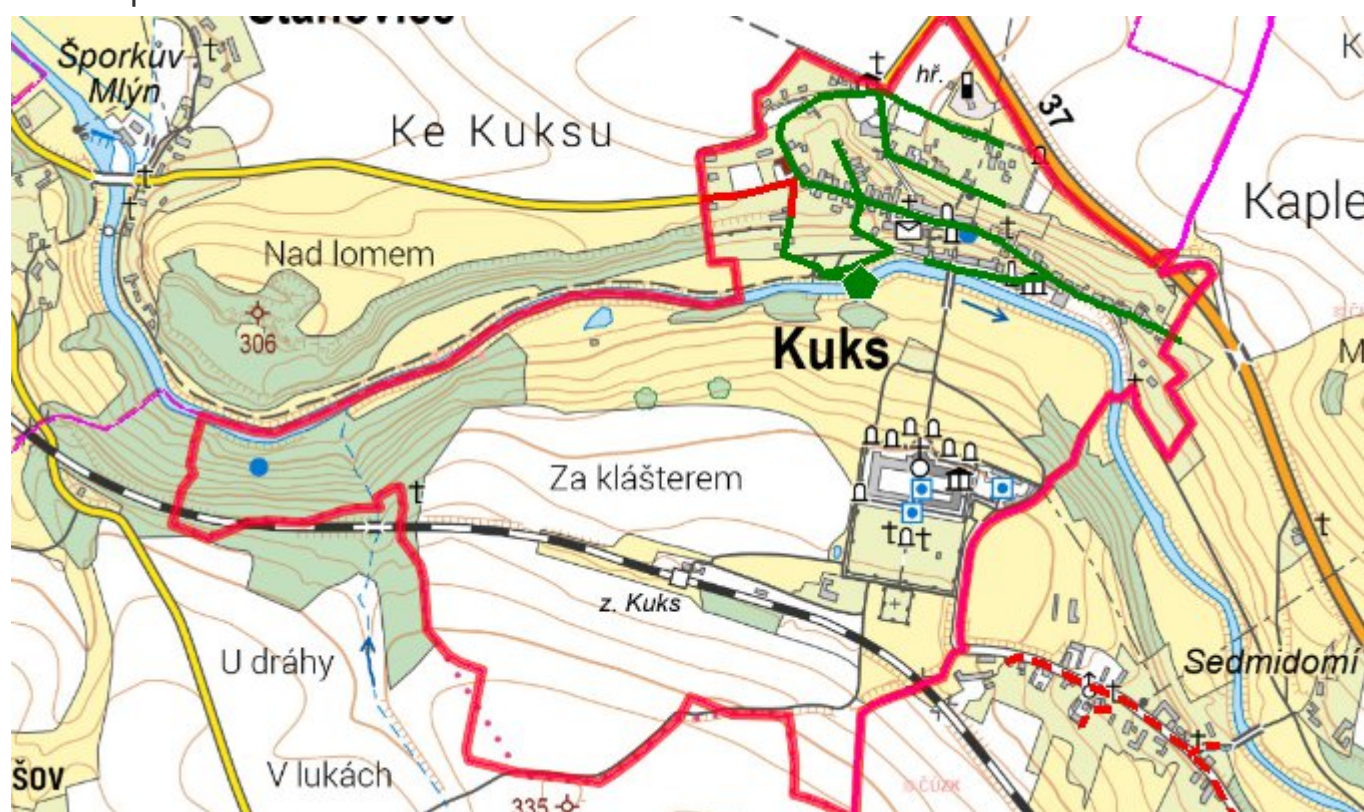 Šporkův
Mlýn
Ke Kuksu
hř.
37
Kaple
Nad lomem
306
Kuks
Za klášterem
z. Kuks
U dráhy
Sedmidomí
V lukách
šov
335
© ČÚZK